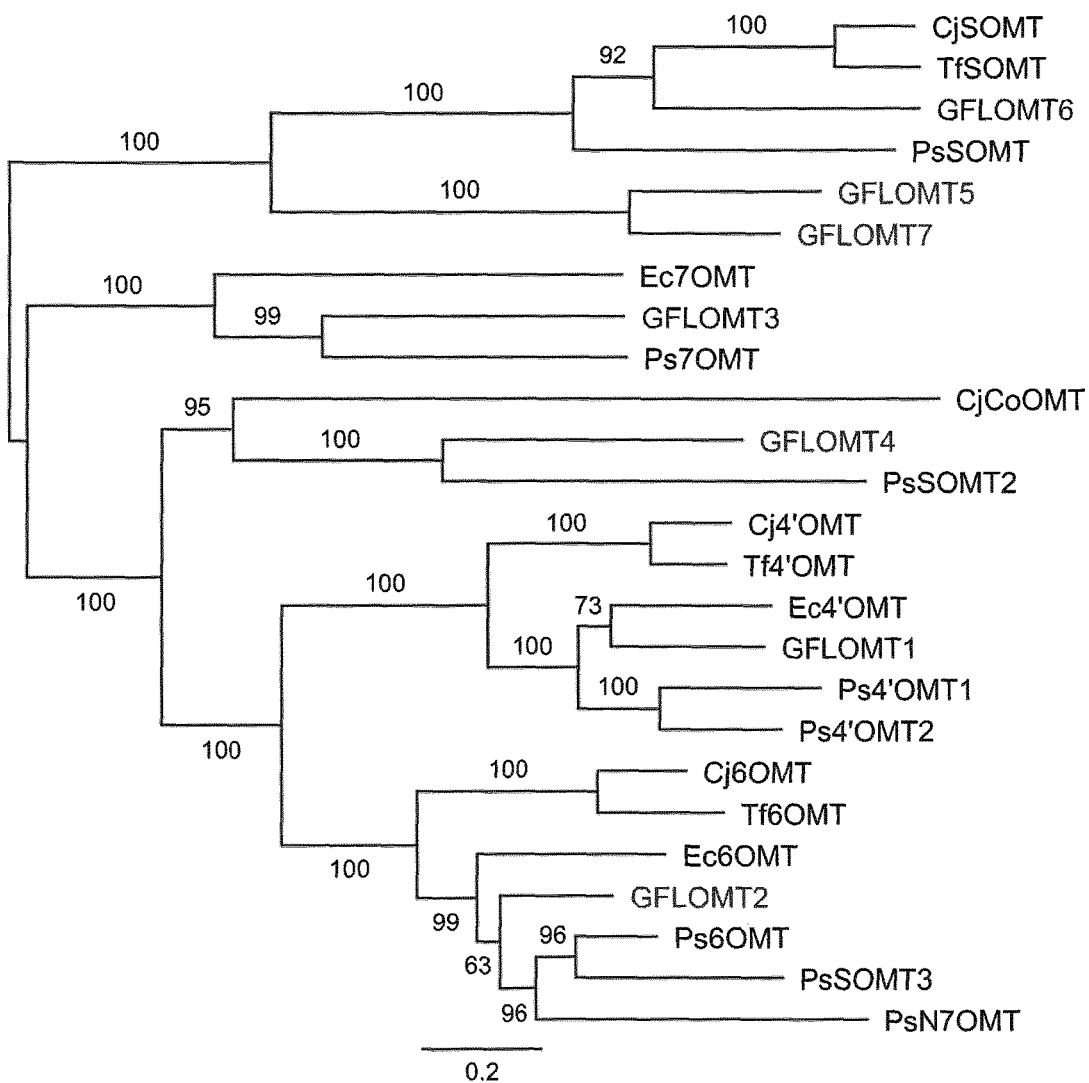 100
CjSOMT
92
TfSOMT
100
GFLOMT6
100
PsSOMT
100
GFLOMT5
GFLOMT7
100
Ec7OMT
99
GFLOMT3
Ps7OMT
95
CjCoOMT
100
GFLOMT4
PsSOMT2
100
Cj4'OMT
Tf4'OMT
100
100
73
Ec4'OMT
100
GFLOMT1
100
Ps4'OMT1
Ps4'OMT2
100
100
Cj6OMT
Tf6OMT
100
Ec6OMT
99
GFLOMT2
96
Ps6OMT
63
PsSOMT3
96
PsN7OMT
0.2